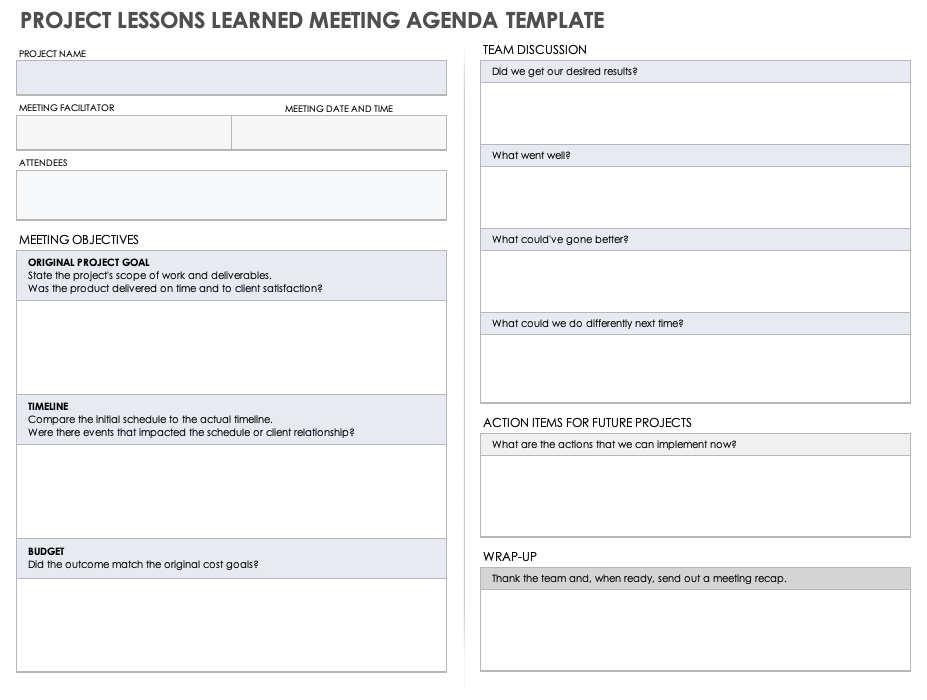 PROJECT LESSONS LEARNED MEETING AGENDA TEMPLATE
PROJECT NAME
MEETING FACILITATOR
MEETING DATE AND TIME
ATTENDEES
MEETING OBJECTIVES
ORIGINAL PROJECT GOAL
State the project's scope of work and deliverables.
Was the product delivered on time and to client satisfaction?
TIMELINE
Compare the initial schedule to the actual timeline.
Were there events that impacted the schedule or client relationship?
BUDGET
Did the outcome match the original cost goals?
TEAM DISCUSSION
Did we get our desired results?
What went well?
What could've gone better?
What could we do differently next time?
ACTION ITEMS FOR FUTURE PROJECTS
What are the actions that we can implement now?
WRAP-UP
Thank the team and, when ready, send out a meeting recap.